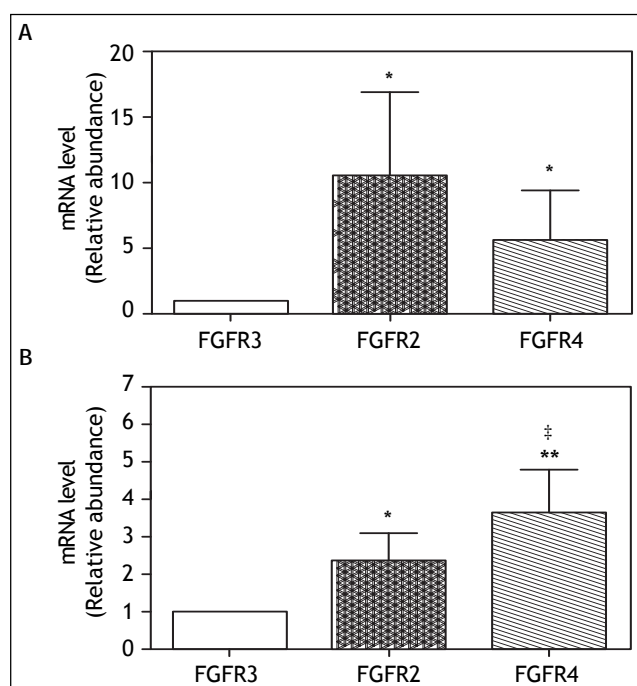 A
mRNA level
(Relative abundance)
20
15
10
5
0
*
*
FGFR3 FGFR2 FGFR4
B
mRNA level
(Relative abundance)
7
6
5
4
3
2
1
0
*
‡
**
FGFR3 FGFR2 FGFR4